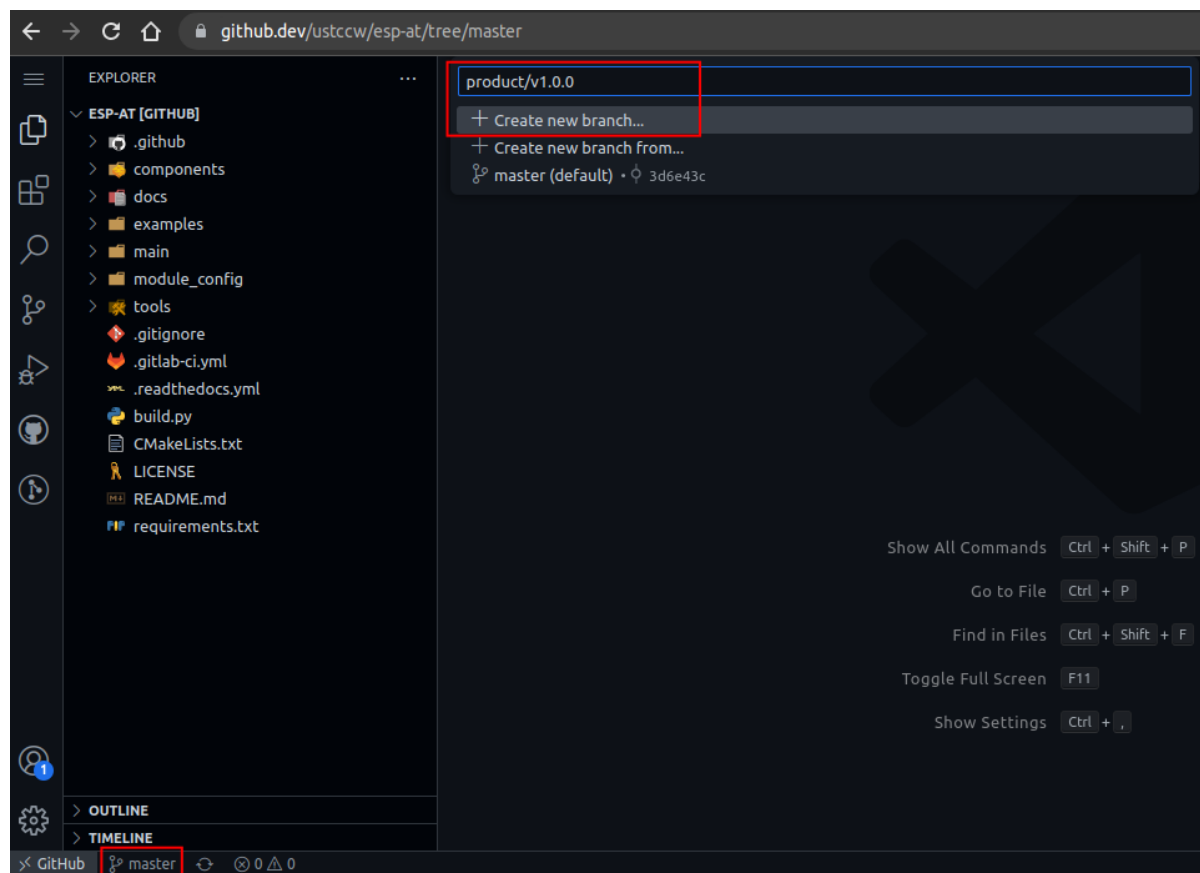 github.dev/ustccw/esp-at/tree/master
EXPLORER
product/v1.0.0
Create new branch...
Create new branch from...
master (default) • 3d6e43c
ESP-AT [GITHUB]
.github
components
docs
examples
main
module_config
tools
.gitignore
.gitlab-ci.yml
.readthedocs.yml
build.py
CMakeLists.txt
LICENSE
README.md
requirements.txt
Show All Commands Ctrl + Shift + P
Go to File Ctrl + P
Find in Files Ctrl + Shift + F
Toggle Full Screen F11
Show Settings Ctrl + ,
1
OUTLINE
TIMELINE
GitHub master 0 0